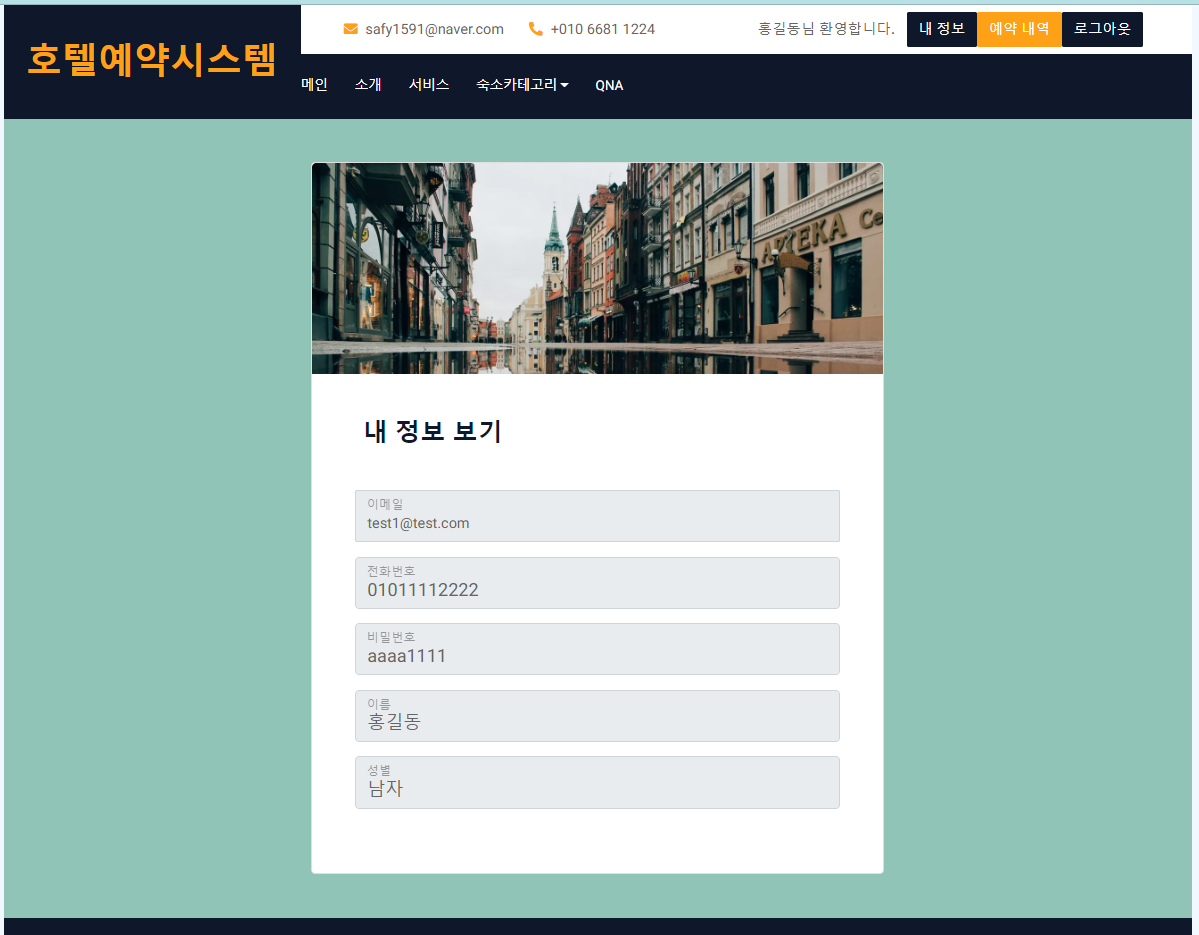 호텔예약시스템
safy1591@naver.com +010 6681 1224 홍길동님 환영합니다. 내 정보 예약 내역 로그아웃
메인 소개 서비스 숙소카테고리 QNA
APTEKA Ce
내 정보 보기
이메일
test1@test.com
전화번호
01011112222
비밀번호
aaaa1111
이름
홍길동
성별
남자